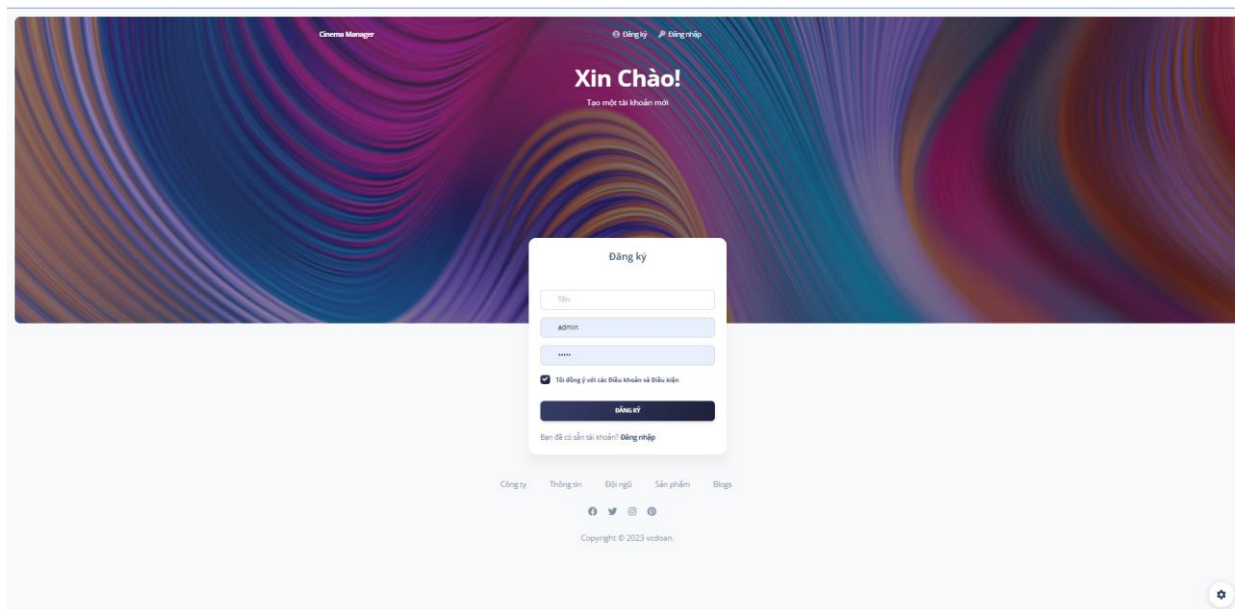 Cinema Manager
Đăng ký
Đăng nhập
Xin Chào!
Tạo một tài khoản mới
Đăng ký
Tên
admin
•••••
Tôi đồng ý với các Điều khoản và Điều kiện
ĐĂNG KÝ
Bạn đã có sẵn tài khoản? Đăng nhập
Công ty Thông tin Đội ngũ Sản phẩm Blogs
Copyright © 2023 vcdoan.